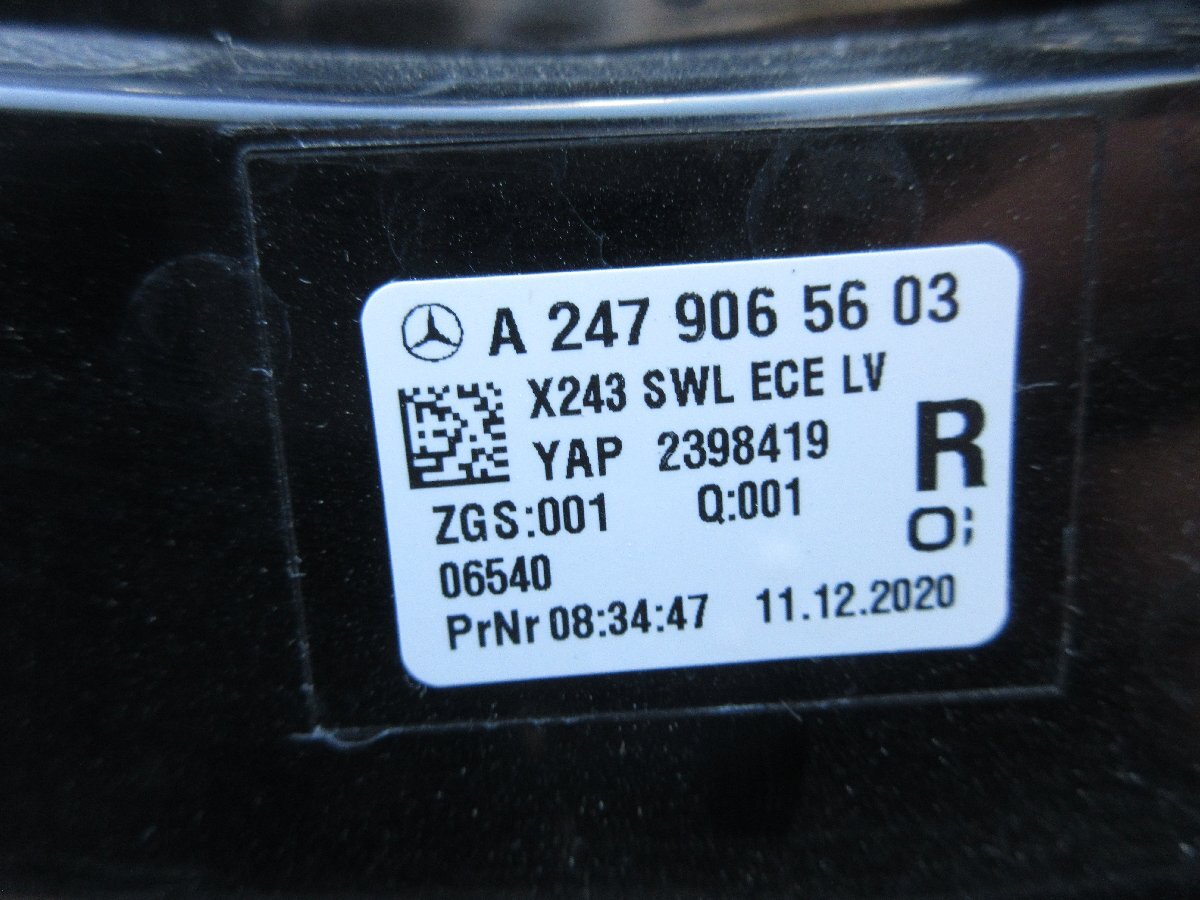 A 247 906 56 03
X243 SWL ECE LV
YAP 2398419
R
ZGS:001 Q:001
06540
PrNr 08:34:47 11.12.2020